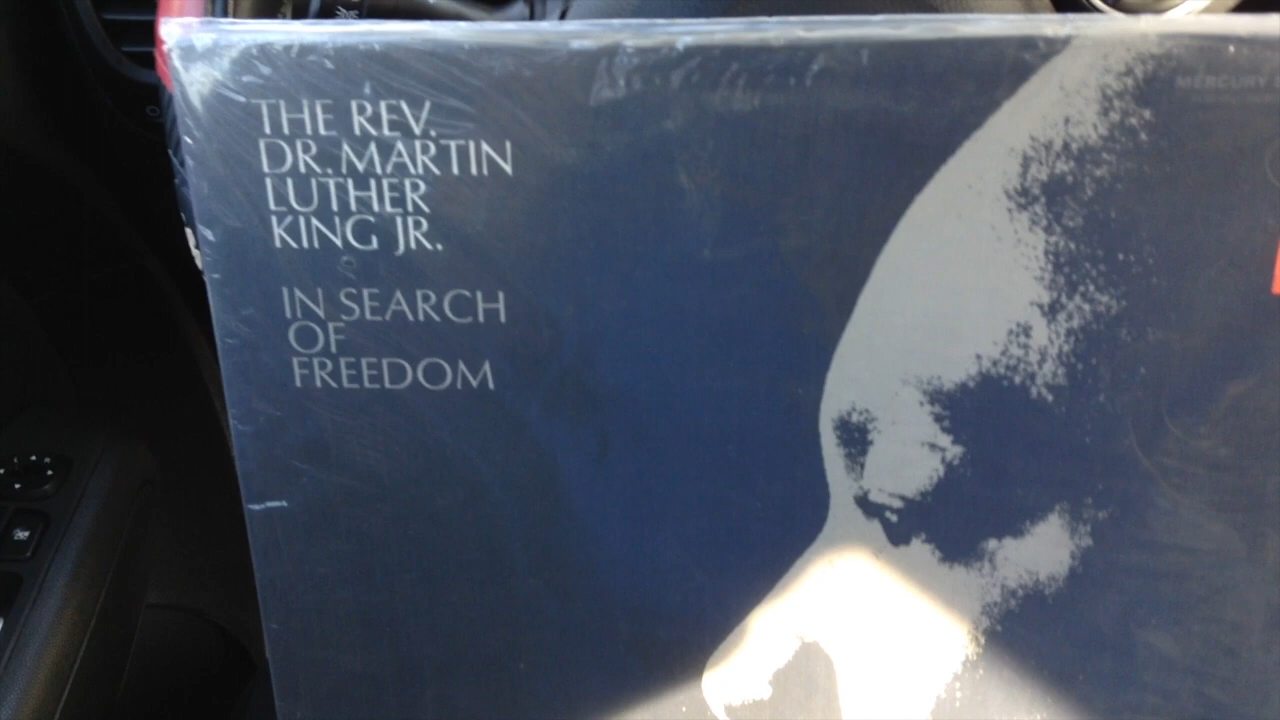 THE REV.
DR. MARTIN
LUTHER
KING JR.
IN SEARCH
OF
FREEDOM
MERCURY